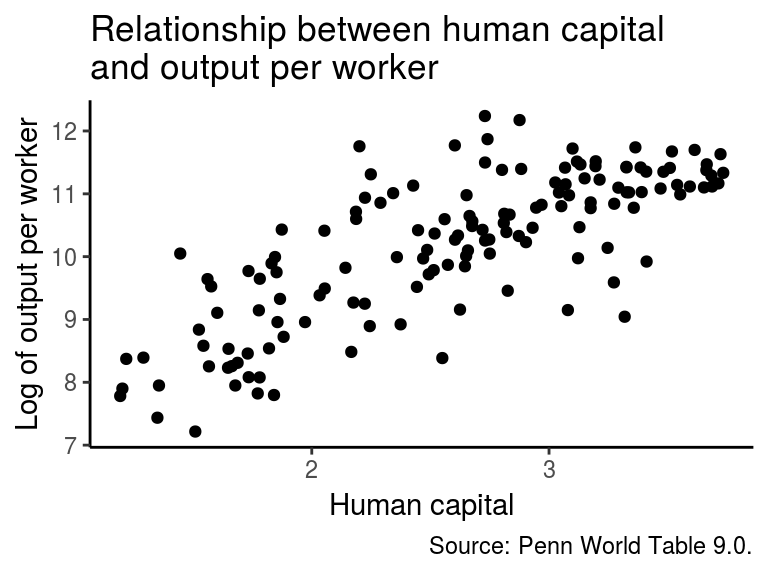 Relationship between human capital
and output per worker
Log of output per worker
12
11
10
9
8
7
2
3
Human capital
Source: Penn World Table 9.0.